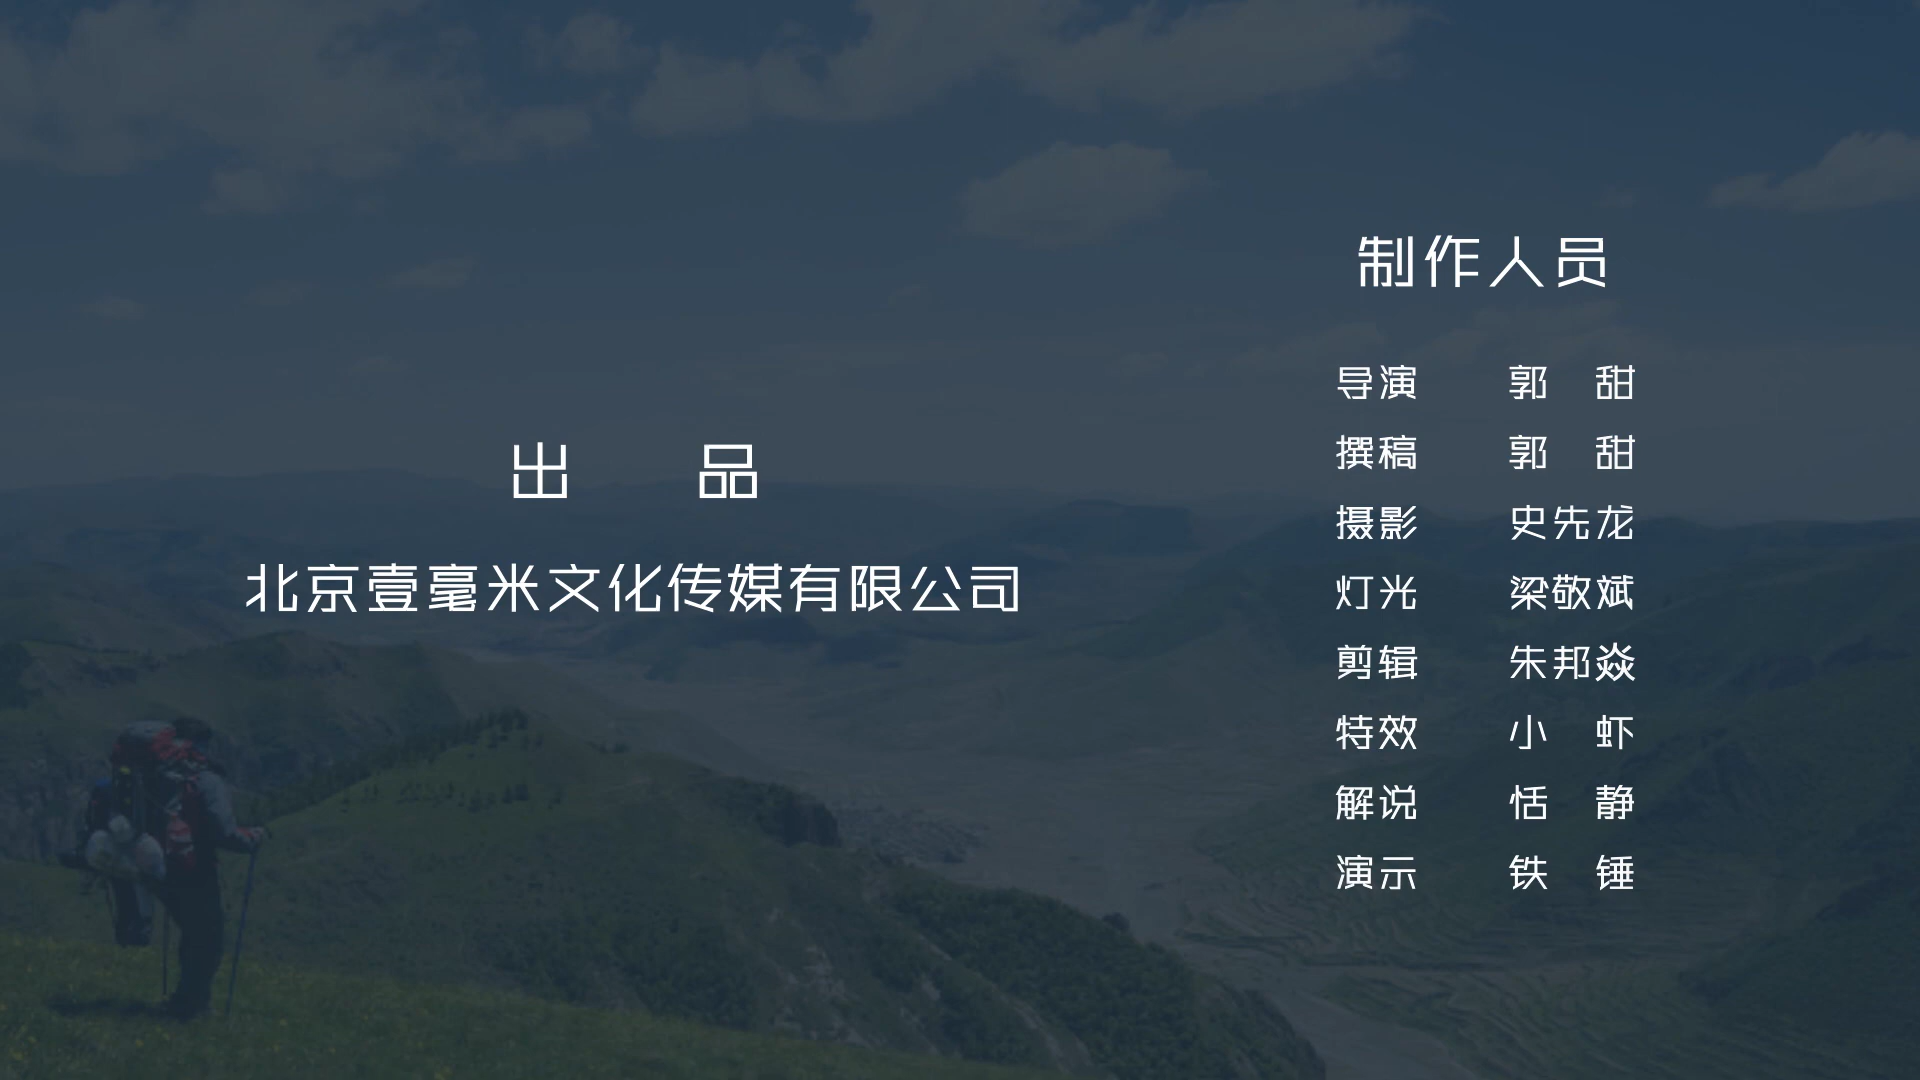 出 品
北京壹毫米文化传媒有限公司
制作人员
导演 郭 甜
撰稿 郭 甜
摄影 史先龙
灯光 梁敬斌
剪辑 朱邦焱
特效 小 虾
解说 恬 静
演示 铁 锤